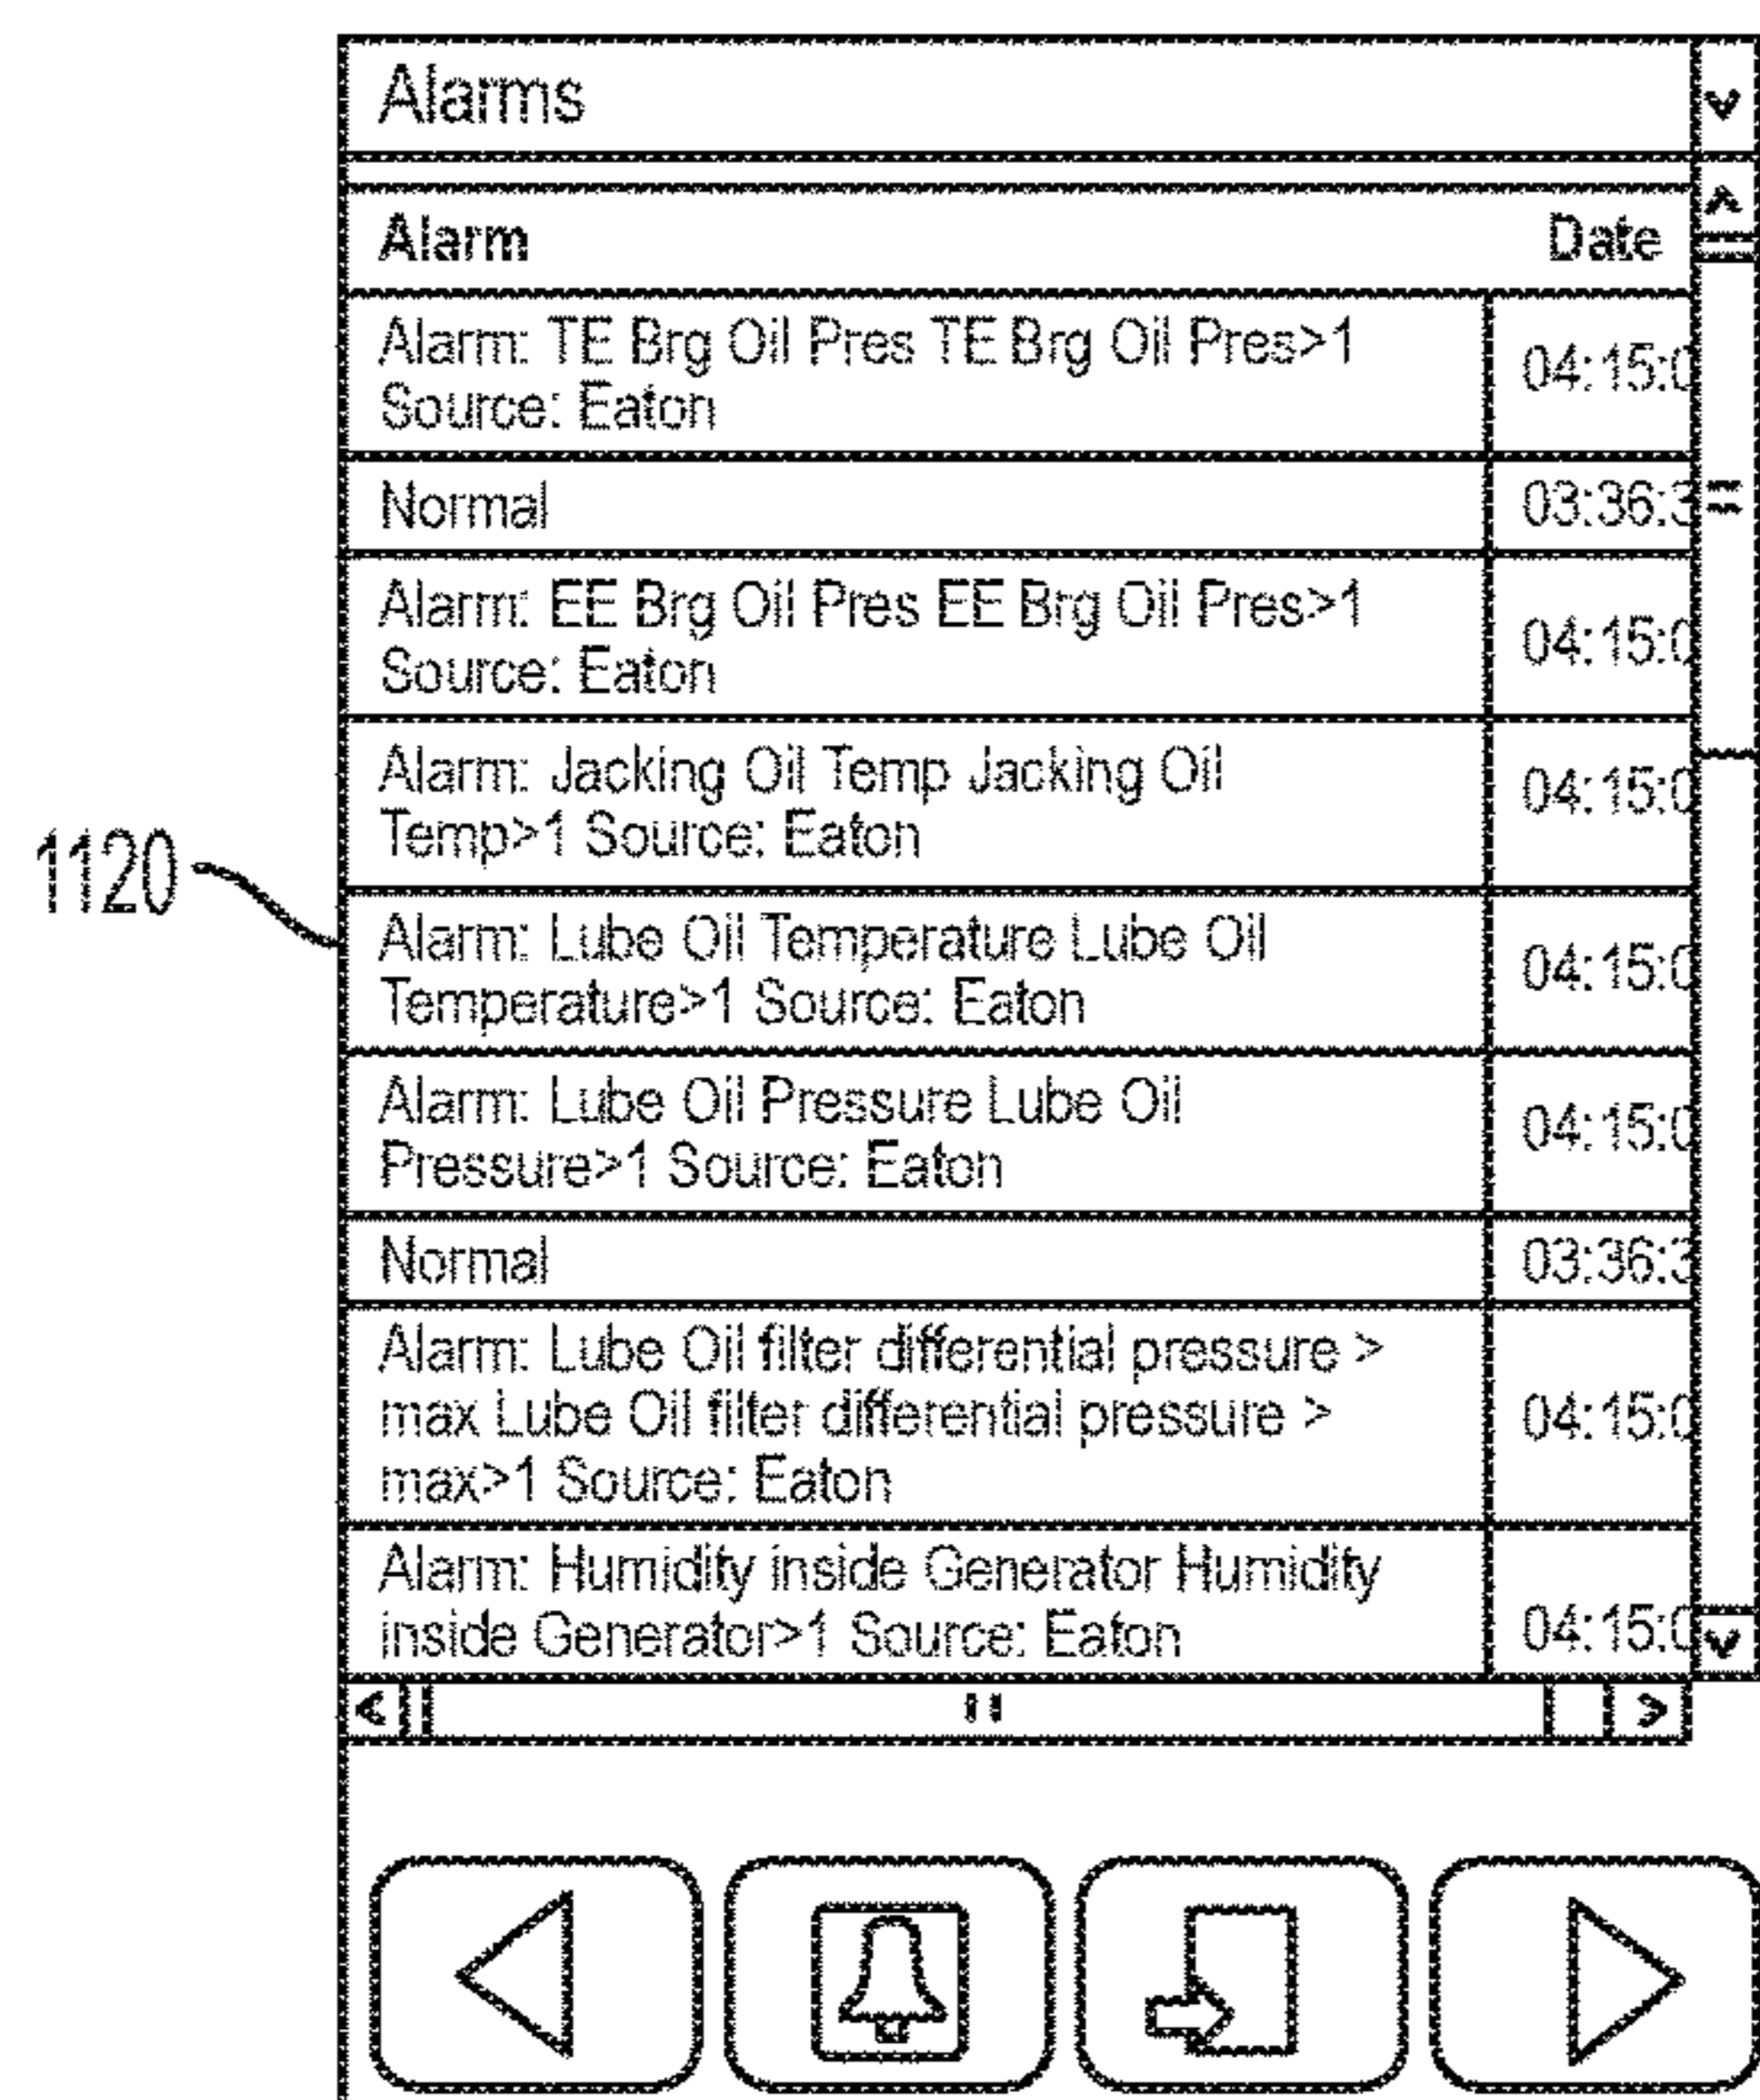 Alarms
Alarm Date
Alarm: TE Brg Oil Pres TE Brg Oil Pres>1
Source: Eaton
04:15:0
Normal 03:36:3
Alarm: EE Brg Oil Pres EE Brg Oil Pres>1
Source: Eaton
04:15:0
Alarm: Jacking Oil Temp Jacking Oil
Temp>1 Source: Eaton
04:15:0
1120
Alarm: Lube Oil Temperature Lube Oil
Temperature>1 Source: Eaton
04:15:0
Alarm: Lube Oil Pressure Lube Oil
Pressure>1 Source: Eaton
04:15:0
Normal 03:36:3
Alarm: Lube Oil filter differential pressure >
max Lube Oil filter differential pressure >
max>1 Source: Eaton
04:15:0
Alarm: Humidity inside Generator Humidity
inside Generator>1 Source: Eaton
04:15:0